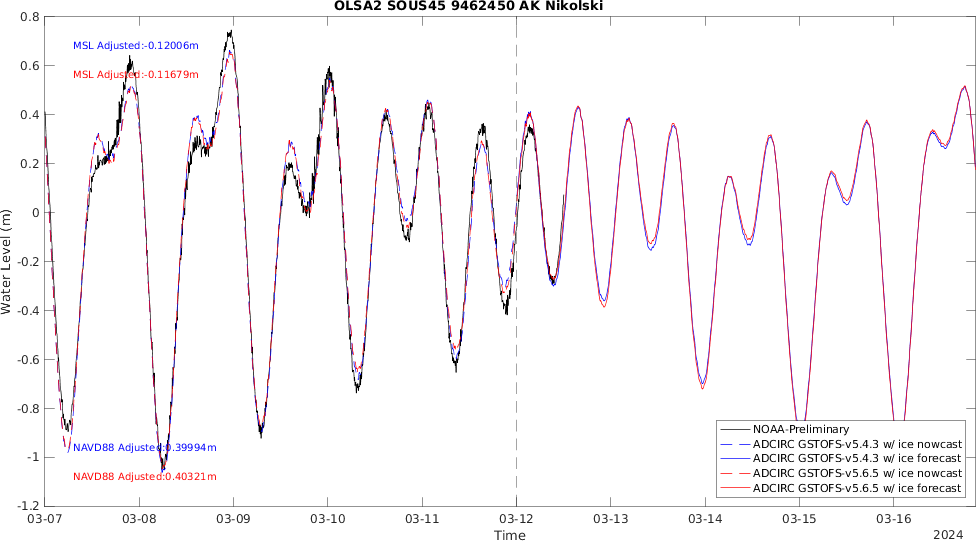 OLSA2 SOUS45 9462450 AK Nikolski
MSL Adjusted:-0.12006m
MSL Adjusted:-0.11679m
NAVD88 Adjusted:0.39994m
NAVD88 Adjusted:0.40321m
Water Level (m)
0.8
0.6
0.4
0.2
0
-0.2
-0.4
-0.6
-0.8
-1
-1.2
NOAA-Preliminary
ADCIRC GSTOFS-v5.4.3 w/ ice nowcast
ADCIRC GSTOFS-v5.4.3 w/ ice forecast
ADCIRC GSTOFS-v5.6.5 w/ ice nowcast
ADCIRC GSTOFS-v5.6.5 w/ ice forecast
03-07 03-08 03-09 03-10 03-11 03-12 03-13 03-14 03-15 03-16
Time
2024